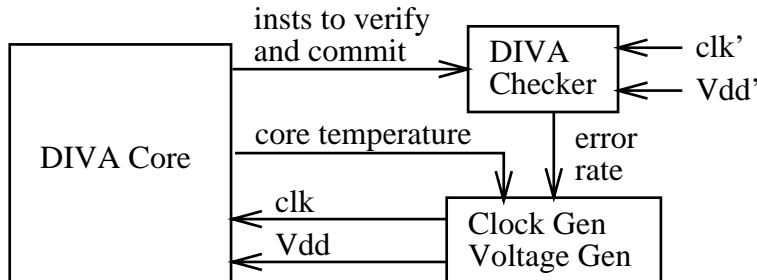 insts to verify
and commit
DIVA
Checker
clk'
Vdd'
DIVA Core
core temperature
error
rate
clk
Vdd
Clock Gen
Voltage Gen